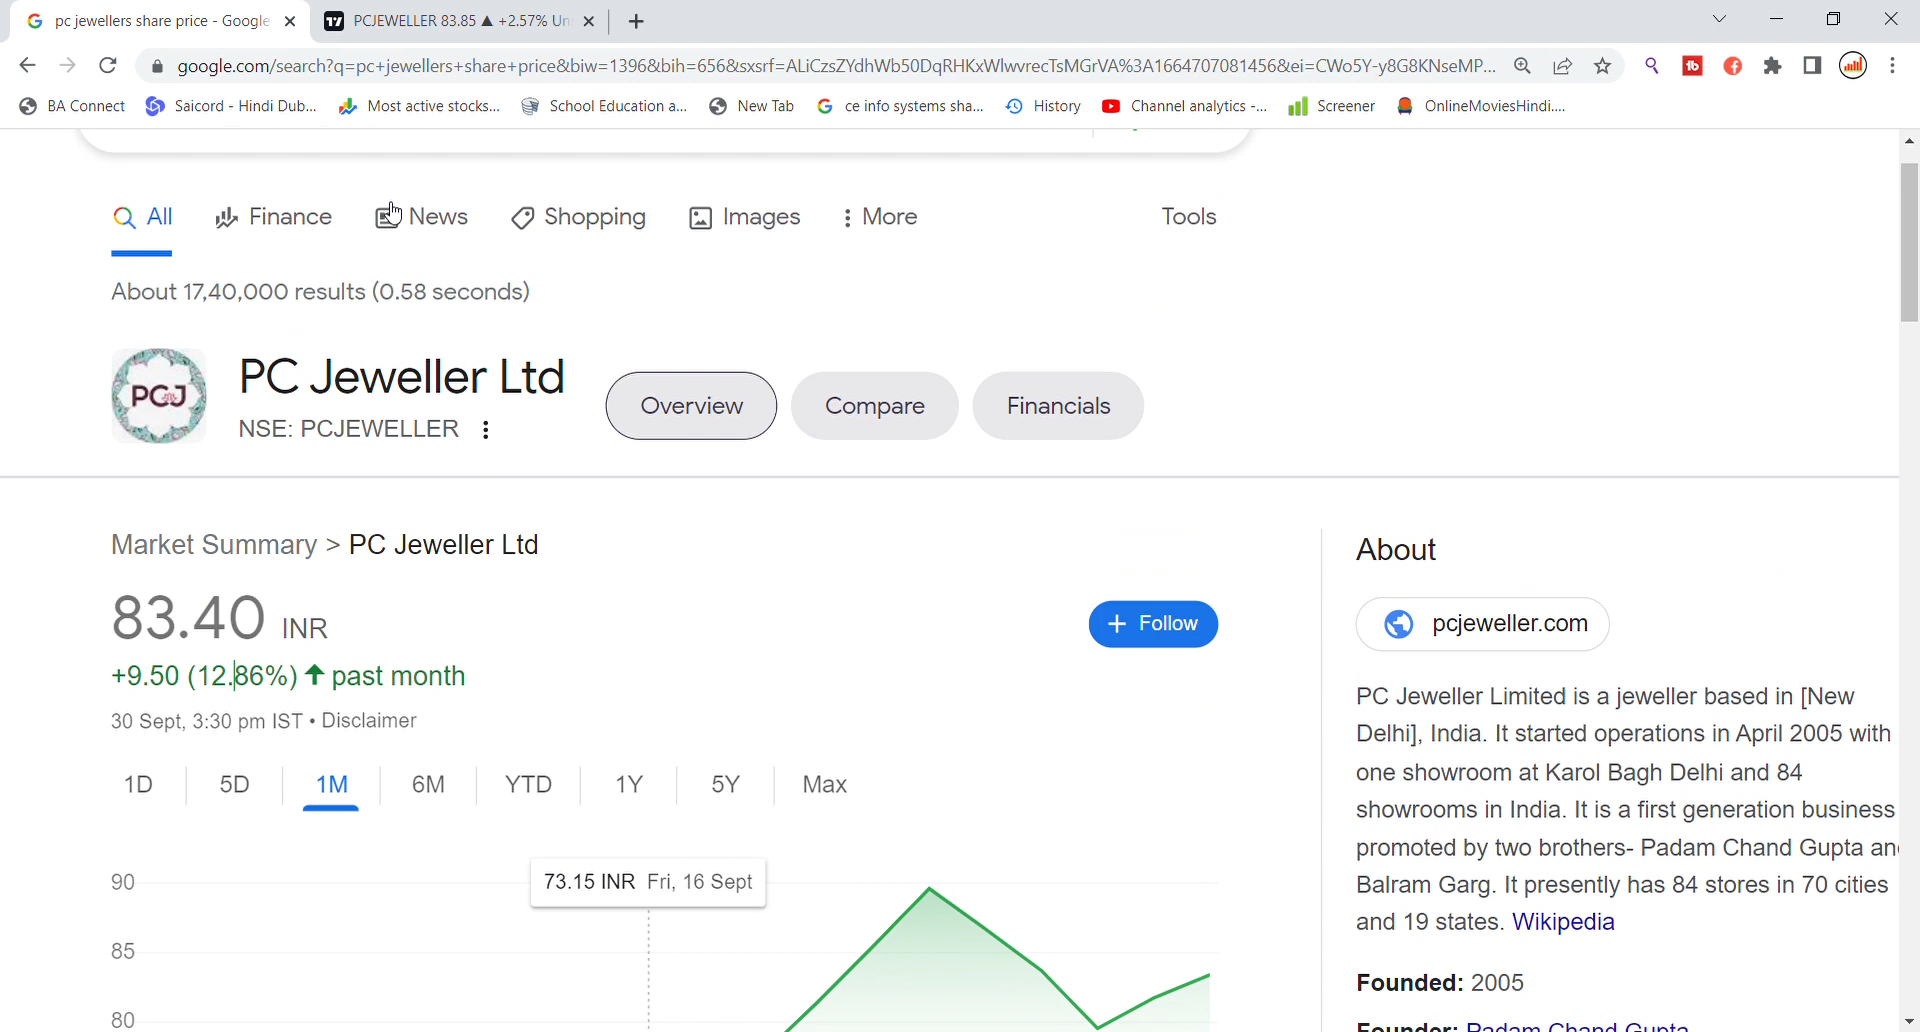 pc jewellers share price - Google
PCJEWELLER 83.85 ▲ +2.57% Un
google.com/search?q=pc+jewellers+share+price&biw=1396&bih=656&sxsrf=ALiCzsZYdhWb50DqRHKxWlwvrecTsMGrVA%3A1664707081456&ei=CWo5Y-y8G8KNseMP...
BA Connect
Saicord - Hindi Dub...
Most active stocks...
School Education a...
New Tab
ce info systems sha...
History
Channel analytics -...
Screener
OnlineMoviesHindi....
All
Finance
News
Shopping
Images
More
Tools
About 17,40,000 results (0.58 seconds)
PCJ
PC Jeweller Ltd
NSE: PCJEWELLER
Overview
Compare
Financials
Market Summary > PC Jeweller Ltd
83.40 INR
+ Follow
+9.50 (12.86%) ↑ past month
30 Sept, 3:30 pm IST • Disclaimer
1D
5D
1M
6M
YTD
1Y
5Y
Max
73.15 INR Fri, 16 Sept
90
85
80
About
pcjeweller.com
PC Jeweller Limited is a jeweller based in [New
Delhi], India. It started operations in April 2005 with
one showroom at Karol Bagh Delhi and 84
showrooms in India. It is a first generation business
promoted by two brothers- Padam Chand Gupta an
Balram Garg. It presently has 84 stores in 70 cities
and 19 states. Wikipedia
Founded: 2005
Founder: Padam Chand Gupta